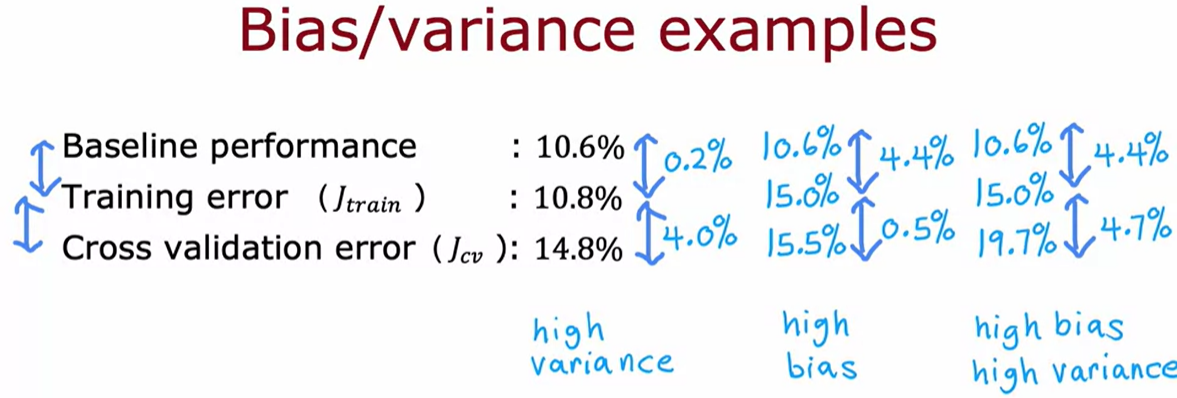 Bias/variance examples
Baseline performance : 10.6% 0.2% 10.6% 4.4% 10.6% 4.4%
Training error (J_train) : 10.8% 15.0% 15.0%
Cross validation error (J_cv): 14.8% 4.0% 15.5% 0.5% 19.7% 4.7%
high high high bias
variance bias high variance